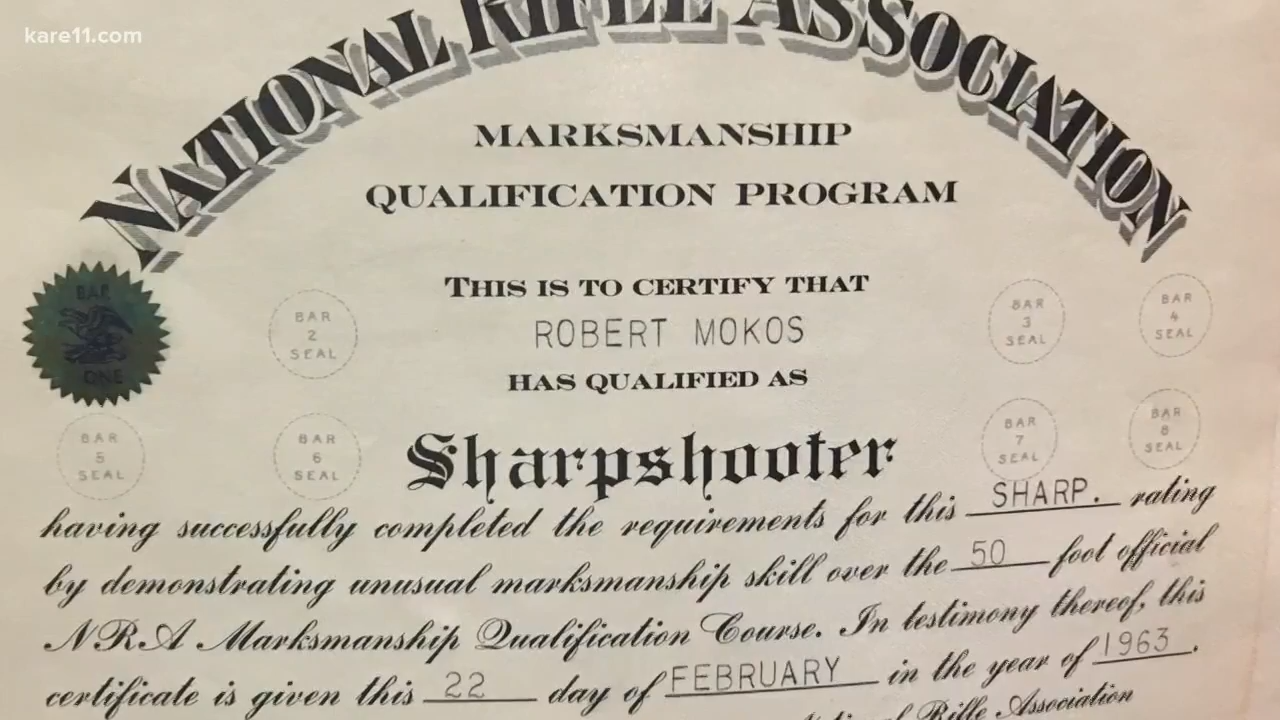 kare11.com
NATIONAL RIFLE ASSOCIATION
MARKSMANSHIP
QUALIFICATION PROGRAM
THIS IS TO CERTIFY THAT
ROBERT MOKOS
HAS QUALIFIED AS
BAR ONE
BAR 2 SEAL
BAR 3 SEAL
BAR 4 SEAL
Sharpshooter
BAR 5 SEAL
BAR 6 SEAL
BAR 7 SEAL
BAR 8 SEAL
having successfully completed the requirements for this SHARP. rating
by demonstrating unusual marksmanship skill over the 50 foot official
NRA Marksmanship Qualification Course. In testimony thereof, this
certificate is given this 22 day of FEBRUARY in the year of 1963.
National Rifle Association